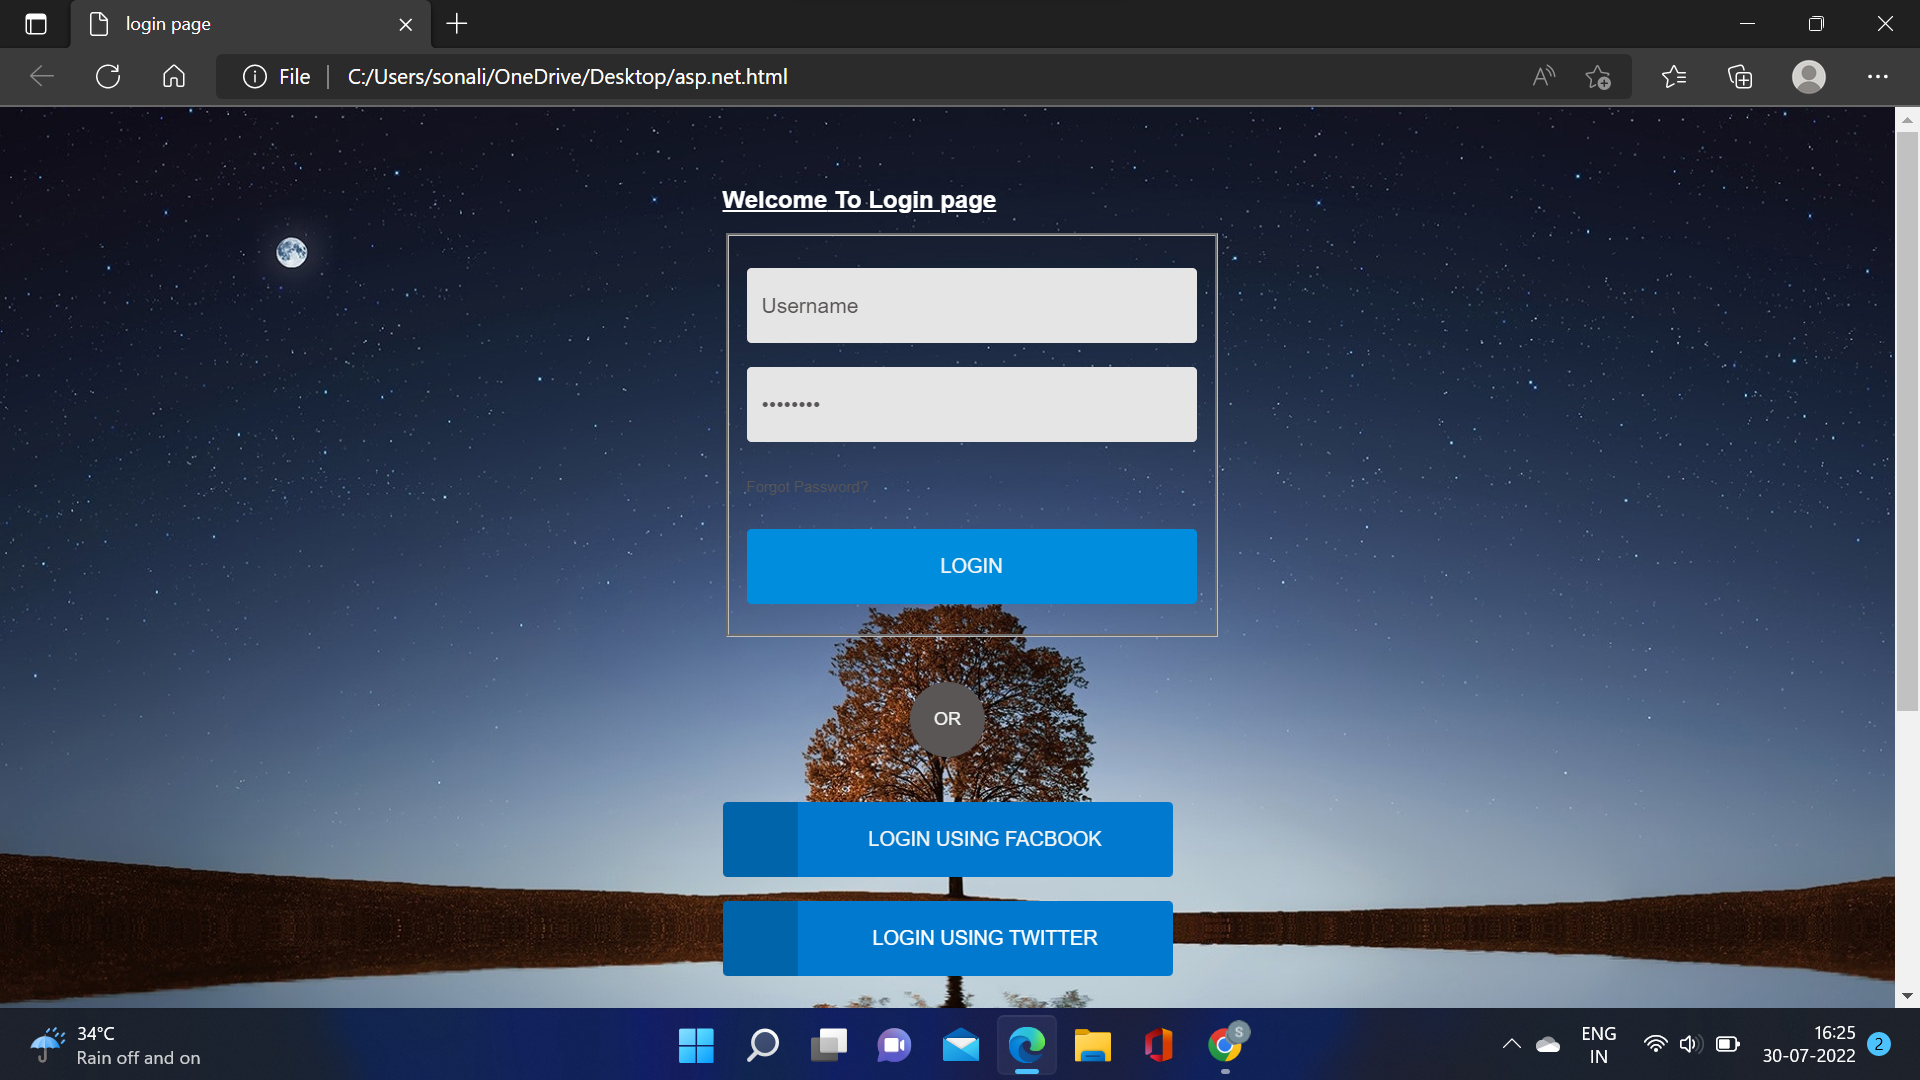 login page
File
C:/Users/sonali/OneDrive/Desktop/asp.net.html
Welcome To Login page
Username
••••••••
Forgot Password?
LOGIN
OR
LOGIN USING FACBOOK
LOGIN USING TWITTER
34°C
Rain off and on
S
ENG
IN
16:25
30-07-2022
2